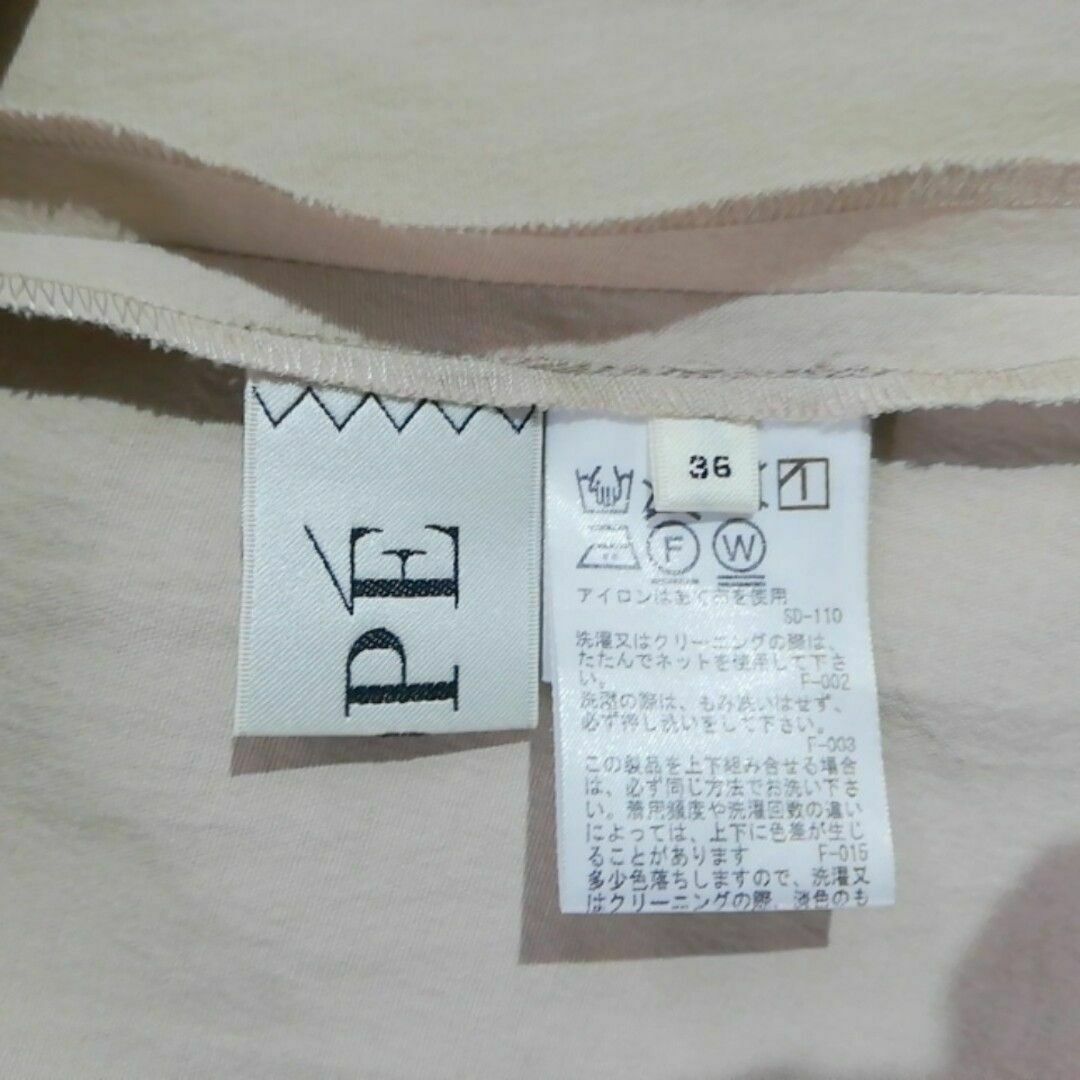 PÉ
36
F W
アイロンはあて布を使用
SD-110
洗濯又はクリーニングの際は、
たたんでネットを使用して下さ
い。 F-002
洗濯の際は、もみ洗いはせず、
必ず押し洗いをして下さい。
F-003
この製品を上下組み合せる場合
は、必ず同じ方法でお洗い下さ
い。着用頻度や洗濯回数の違い
によっては、上下に色差が生じ
ることがあります F-015
多少色落ちしますので、洗濯又
はクリーニングの際、淡色のも